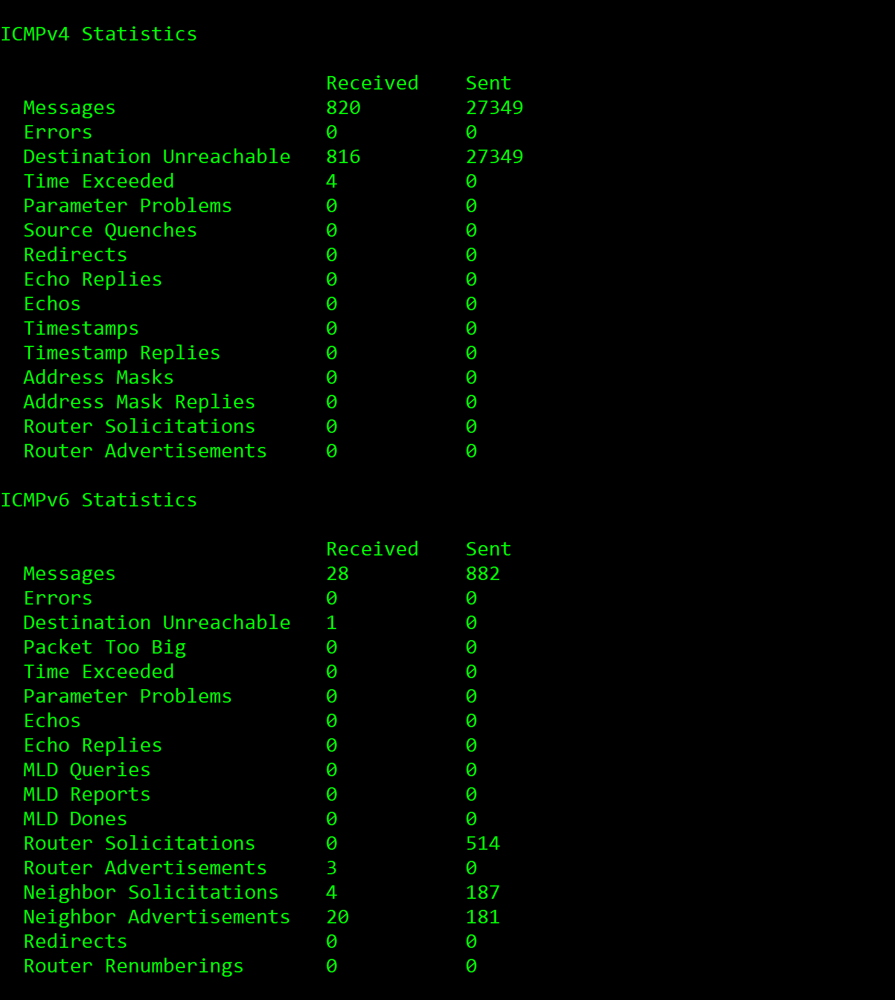 ICMPv4 Statistics
Received Sent
Messages 820 27349
Errors 0 0
Destination Unreachable 816 27349
Time Exceeded 4 0
Parameter Problems 0 0
Source Quenches 0 0
Redirects 0 0
Echo Replies 0 0
Echos 0 0
Timestamps 0 0
Timestamp Replies 0 0
Address Masks 0 0
Address Mask Replies 0 0
Router Solicitations 0 0
Router Advertisements 0 0
ICMPv6 Statistics
Received Sent
Messages 28 882
Errors 0 0
Destination Unreachable 1 0
Packet Too Big 0 0
Time Exceeded 0 0
Parameter Problems 0 0
Echos 0 0
Echo Replies 0 0
MLD Queries 0 0
MLD Reports 0 0
MLD Dones 0 0
Router Solicitations 0 514
Router Advertisements 3 0
Neighbor Solicitations 4 187
Neighbor Advertisements 20 181
Redirects 0 0
Router Renumberings 0 0